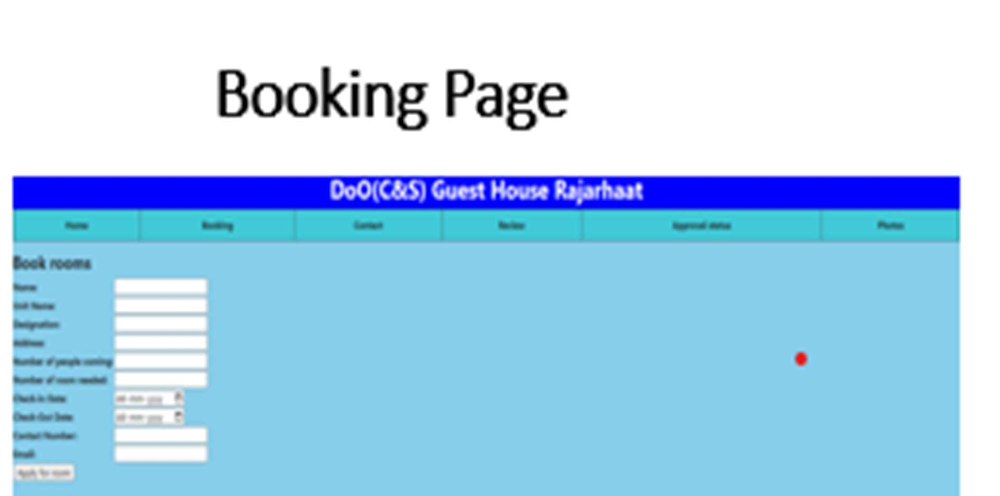 Booking Page
DoO(C&S) Guest House Rajarhaat
Home Booking Contact Review Approval status Photos
Book rooms
Name:
Unit Name:
Designation:
Address:
Number of people coming:
Number of room needed:
Check-In Date: dd-mm-yyyy
Check-Out Date: dd-mm-yyyy
Contact Number:
Email:
Apply for room